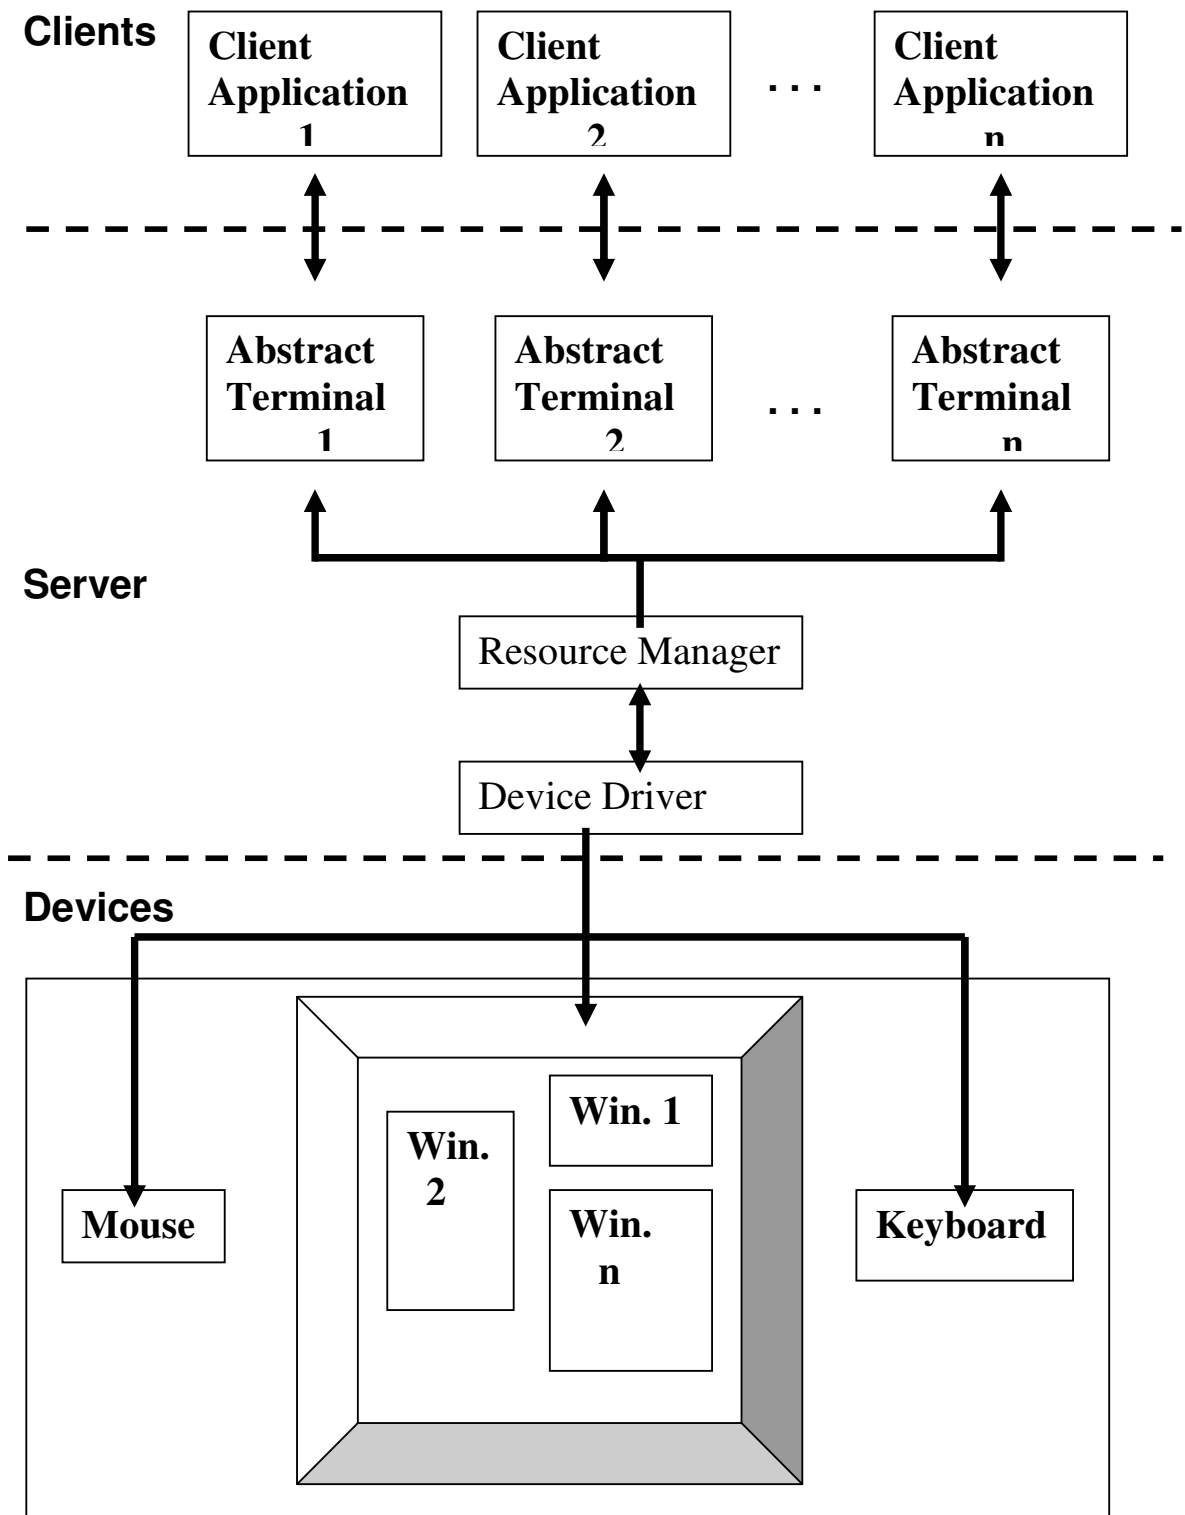 Clients
Client
Application
1
Client
Application
2
. . .
Client
Application
n
Abstract
Terminal
1
Abstract
Terminal
2
. . .
Abstract
Terminal
n
Server
Resource Manager
Device Driver
Devices
Win. 1
Win.
2
Win.
n
Mouse
Keyboard